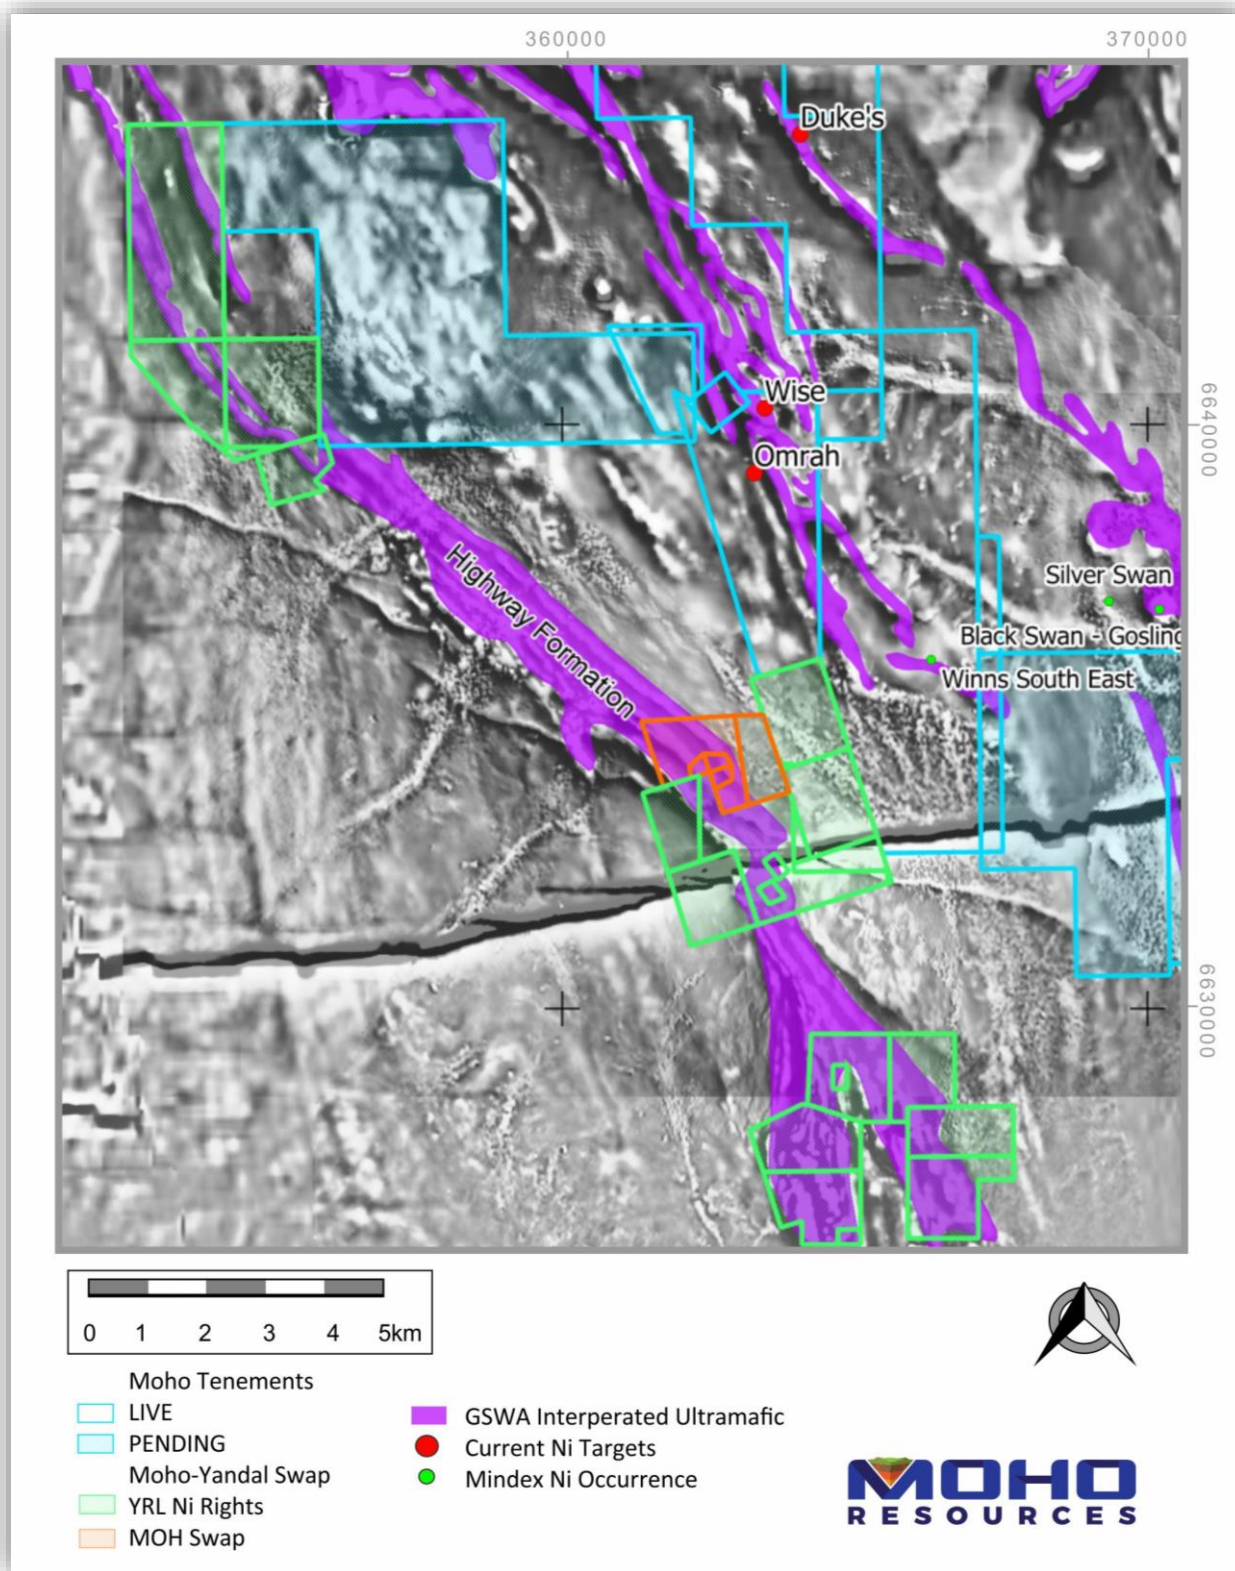 360000
370000
Duke's
Wise
6640000
Omrah
Highway Formation
Silver Swan
Black Swan - Gosling
Winns South East
6630000
0 1 2 3 4 5km
Moho Tenements
LIVE
PENDING
Moho-Yandal Swap
YRL Ni Rights
MOH Swap
GSWA Interperated Ultramafic
Current Ni Targets
Mindex Ni Occurrence
MOHO
RESOURCES